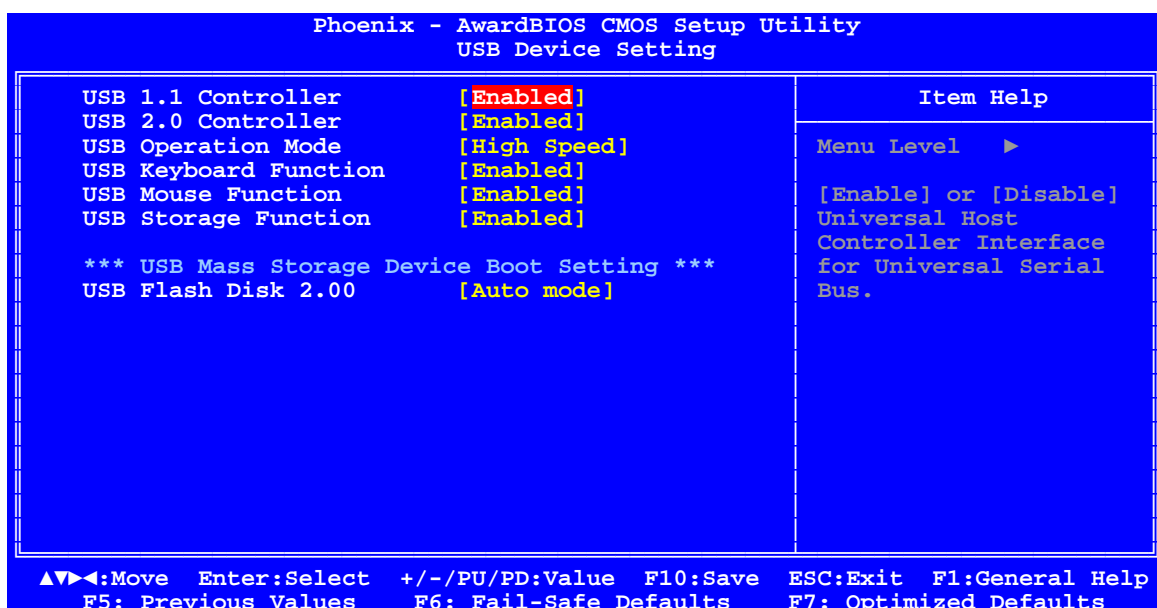 Phoenix - AwardBIOS CMOS Setup Utility
USB Device Setting
USB 1.1 Controller [Enabled]
USB 2.0 Controller [Enabled]
USB Operation Mode [High Speed]
USB Keyboard Function [Enabled]
USB Mouse Function [Enabled]
USB Storage Function [Enabled]
*** USB Mass Storage Device Boot Setting ***
USB Flash Disk 2.00 [Auto mode]
Item Help
Menu Level ►
[Enable] or [Disable]
Universal Host
Controller Interface
for Universal Serial
Bus.
▲▼►◄:Move Enter:Select +/-/PU/PD:Value F10:Save ESC:Exit F1:General Help
F5: Previous Values F6: Fail-Safe Defaults F7: Optimized Defaults